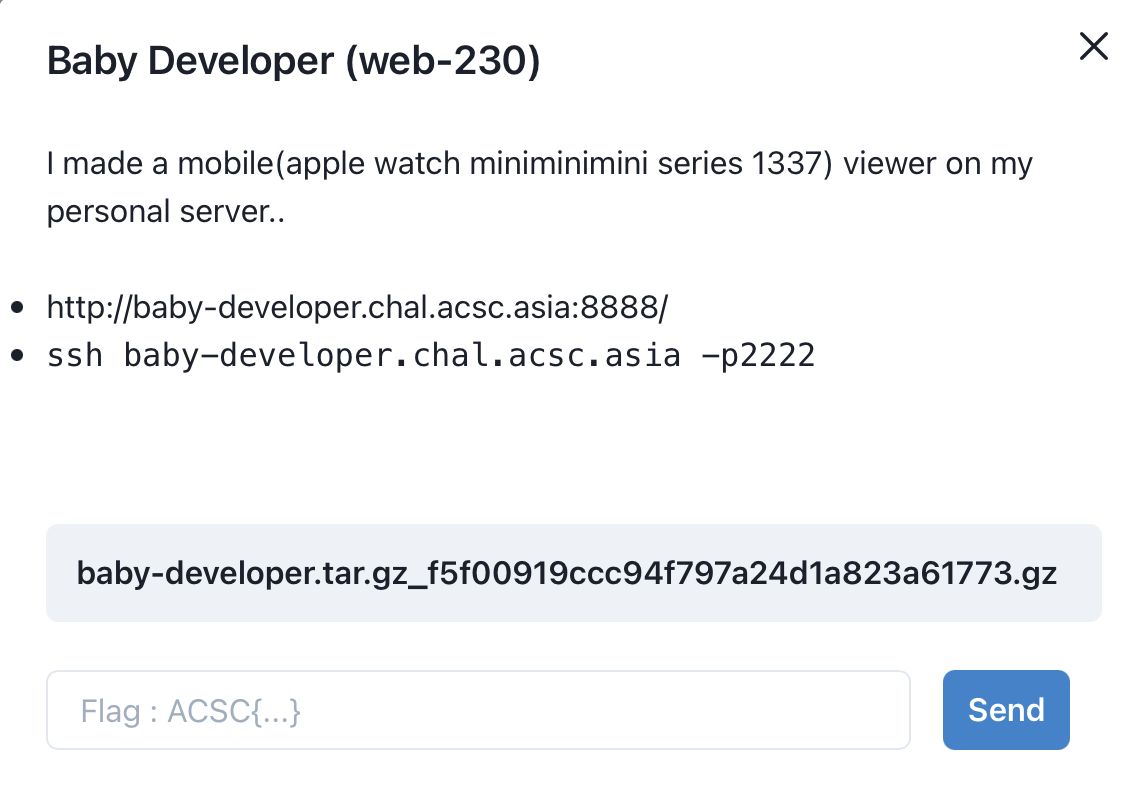 Baby Developer (web-230)
I made a mobile(apple watch miniminimini series 1337) viewer on my
personal server..
http://baby-developer.chal.acsc.asia:8888/
ssh baby-developer.chal.acsc.asia -p2222
baby-developer.tar.gz_f5f00919ccc94f797a24d1a823a61773.gz
Flag : ACSC{...}
Send